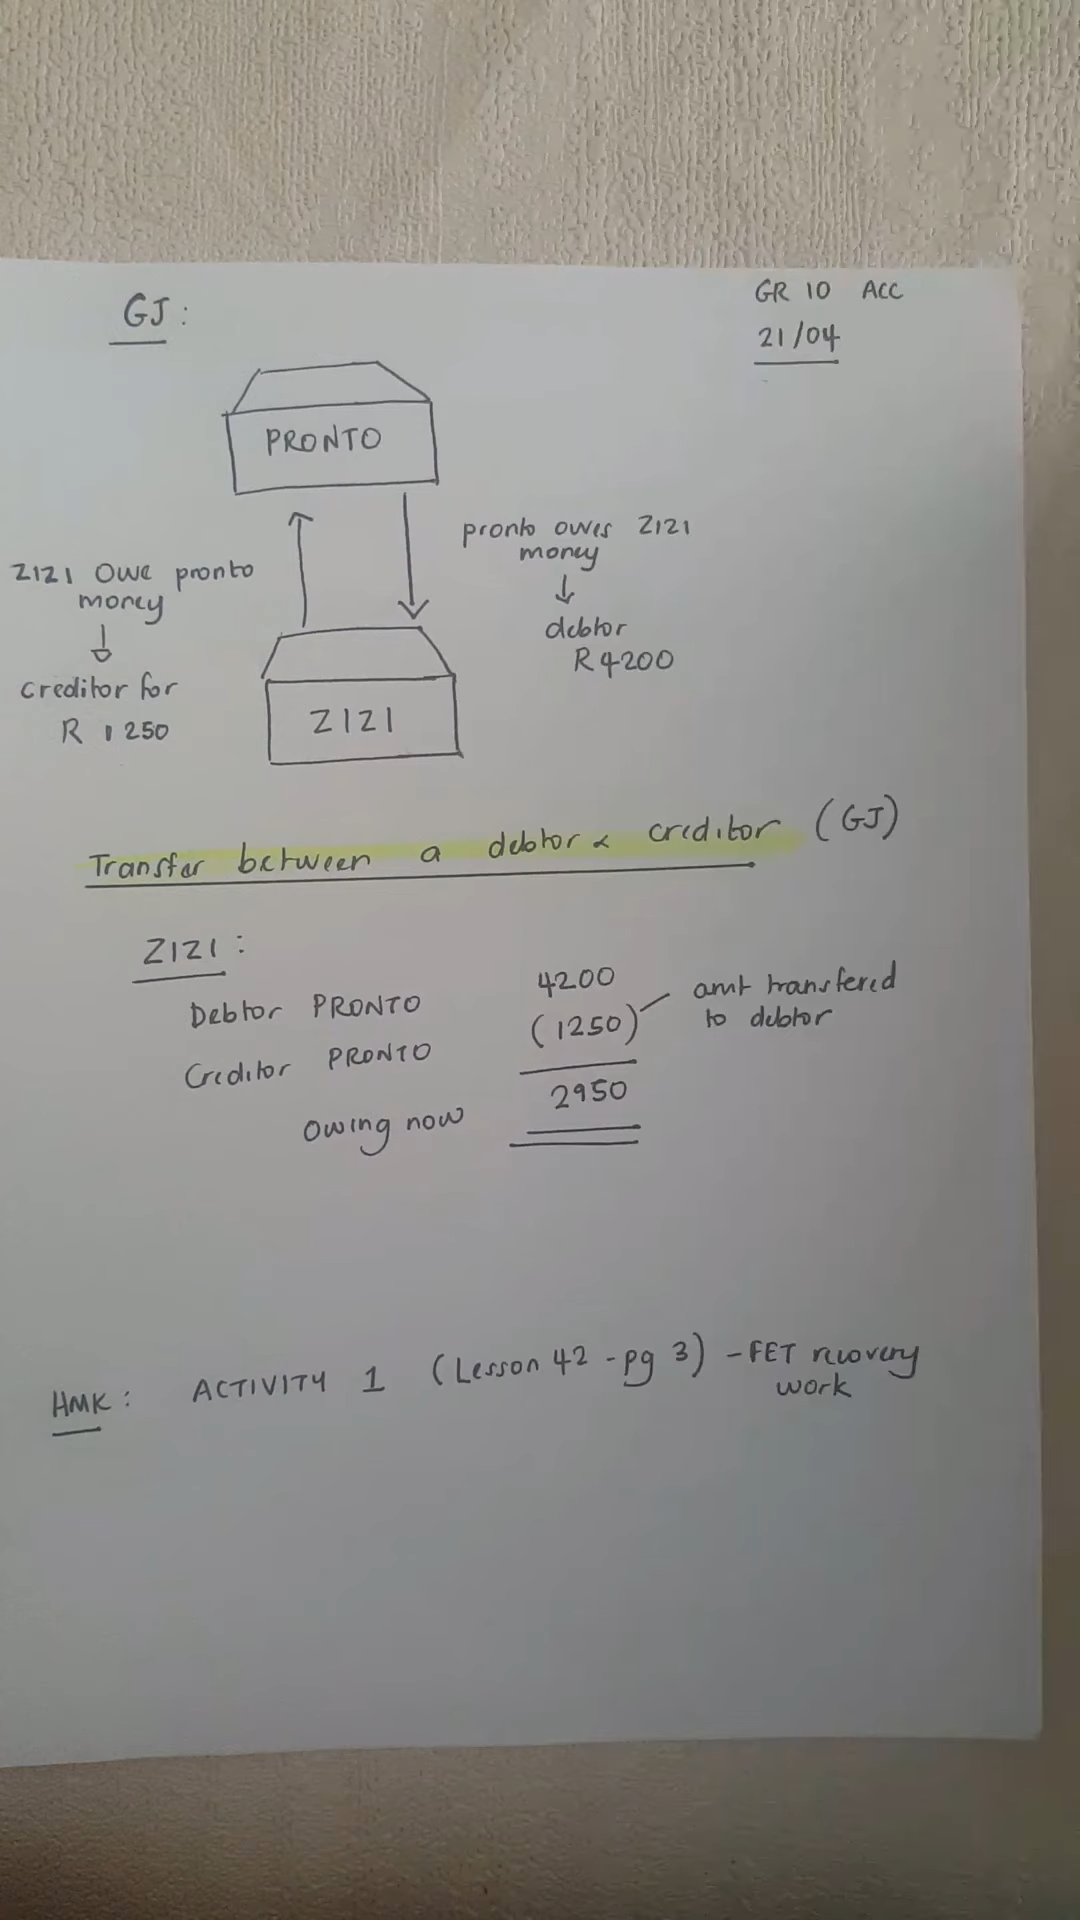 GJ:
GR 10 ACC
21/04
PRONTO
pronto owes ZIZI
money
debtor
R4200
ZIZI Owe pronto
money
creditor for
R 1250
ZIZI
Transfer between a debtor & creditor (GJ)
ZIZI:
Debtor PRONTO 4200
Creditor PRONTO (1250)
amt transfered
to debtor
Owing now 2950
HMK: ACTIVITY 1 (Lesson 42 - pg 3) - FET recovery
work